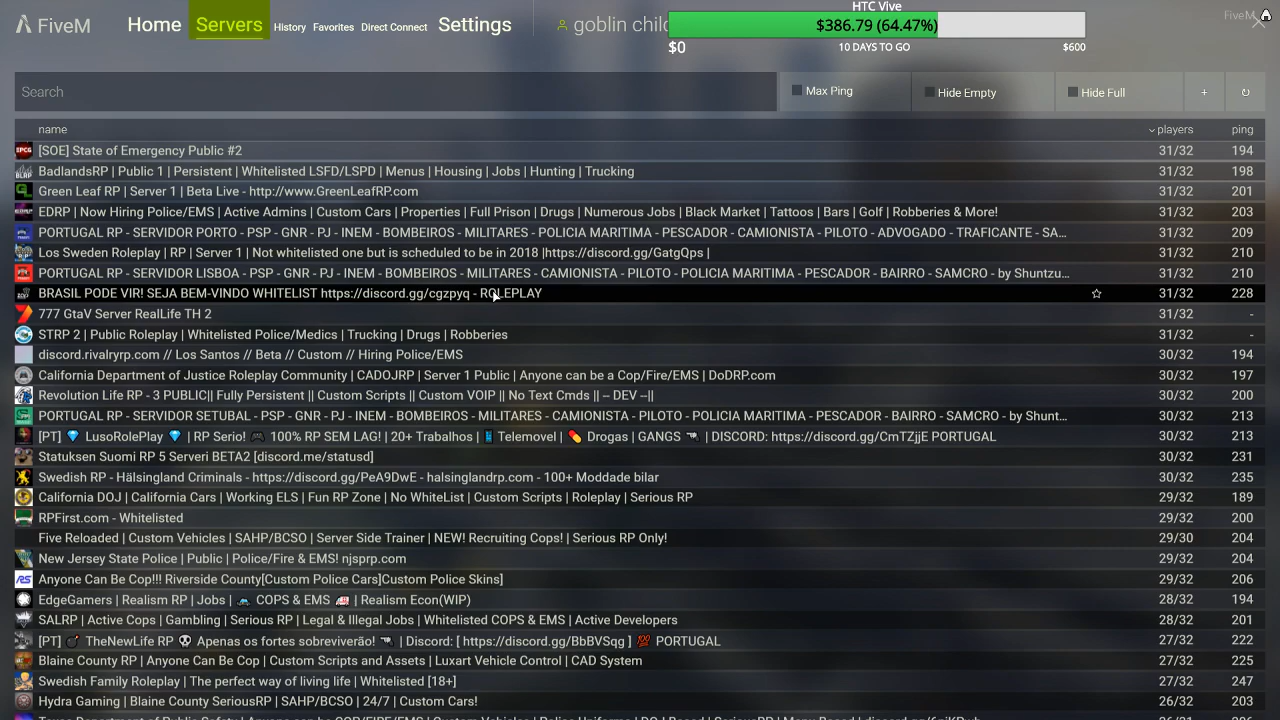 FiveM Home Servers History Favorites Direct Connect Settings goblin chil
HTC Vive
$386.79 (64.47%)
$0 10 DAYS TO GO $600
FiveM
Search Max Ping Hide Empty Hide Full +
name players ping
[SOE] State of Emergency Public #2 31/32 194
BadlandsRP | Public 1 | Persistent | Whitelisted LSFD/LSPD | Menus | Housing | Jobs | Hunting | Trucking 31/32 198
Green Leaf RP | Server 1 | Beta Live - http://www.GreenLeafRP.com 31/32 201
EDRP | Now Hiring Police/EMS | Active Admins | Custom Cars | Properties | Full Prison | Drugs | Numerous Jobs | Black Market | Tattoos | Bars | Golf | Robberies & More! 31/32 203
PORTUGAL RP - SERVIDOR PORTO - PSP - GNR - PJ - INEM - BOMBEIROS - MILITARES - POLICIA MARITIMA - PESCADOR - CAMIONISTA - PILOTO - ADVOGADO - TRAFICANTE - SA... 31/32 209
Los Sweden Roleplay | RP | Server 1 | Not whitelisted one but is scheduled to be in 2018 |https://discord.gg/GatgQps | 31/32 210
PORTUGAL RP - SERVIDOR LISBOA - PSP - GNR - PJ - INEM - BOMBEIROS - MILITARES - CAMIONISTA - PILOTO - POLICIA MARITIMA - PESCADOR - BAIRRO - SAMCRO - by Shuntzu... 31/32 210
BRASIL PODE VIR! SEJA BEM-VINDO WHITELIST https://discord.gg/cgzpyq - ROLEPLAY 31/32 228
777 GtaV Server RealLife TH 2 31/32 -
STRP 2 | Public Roleplay | Whitelisted Police/Medics | Trucking | Drugs | Robberies 31/32 -
discord.rivalryrp.com // Los Santos // Beta // Custom // Hiring Police/EMS 30/32 194
California Department of Justice Roleplay Community | CADOJRP | Server 1 Public | Anyone can be a Cop/Fire/EMS | DoDRP.com 30/32 197
Revolution Life RP - 3 PUBLIC|| Fully Persistent || Custom Scripts || Custom VOIP || No Text Cmds || -- DEV --|| 30/32 200
PORTUGAL RP - SERVIDOR SETUBAL - PSP - GNR - PJ - INEM - BOMBEIROS - MILITARES - CAMIONISTA - PILOTO - POLICIA MARITIMA - PESCADOR - BAIRRO - SAMCRO - by Shunt... 30/32 213
[PT] 💎 LusoRolePlay 💎 | RP Serio! 🎮 100% RP SEM LAG! | 20+ Trabalhos | 📱 Telemovel | 💊 Drogas | GANGS 🔫 | DISCORD: https://discord.gg/CmTZjjE PORTUGAL 30/32 213
Statuksen Suomi RP 5 Serveri BETA2 [discord.me/statusd] 30/32 231
Swedish RP - Hälsingland Criminals - https://discord.gg/PeA9DwE - halsinglandrp.com - 100+ Moddade bilar 30/32 235
California DOJ | California Cars | Working ELS | Fun RP Zone | No WhiteList | Custom Scripts | Roleplay | Serious RP 29/32 189
RPFirst.com - Whitelisted 29/32 200
Five Reloaded | Custom Vehicles | SAHP/BCSO | Server Side Trainer | NEW! Recruiting Cops! | Serious RP Only! 29/30 204
New Jersey State Police | Public | Police/Fire & EMS! njsprp.com 29/32 204
Anyone Can Be Cop!!! Riverside County[Custom Police Cars]Custom Police Skins] 29/32 206
EdgeGamers | Realism RP | Jobs | 🚓 COPS & EMS 🚑 | Realism Econ(WIP) 28/32 194
SALRP | Active Cops | Gambling | Serious RP | Legal & Illegal Jobs | Whitelisted COPS & EMS | Active Developers 28/32 201
[PT] 💣 TheNewLife RP 💀 Apenas os fortes sobreviverão! 🔫 | Discord: [ https://discord.gg/BbBVSqg ] 💯 PORTUGAL 27/32 222
Blaine County RP | Anyone Can Be Cop | Custom Scripts and Assets | Luxart Vehicle Control | CAD System 27/32 225
Swedish Family Roleplay | The perfect way of living life | Whitelisted [18+] 27/32 247
Hydra Gaming | Blaine County SeriousRP | SAHP/BCSO | 24/7 | Custom Cars! 26/32 203